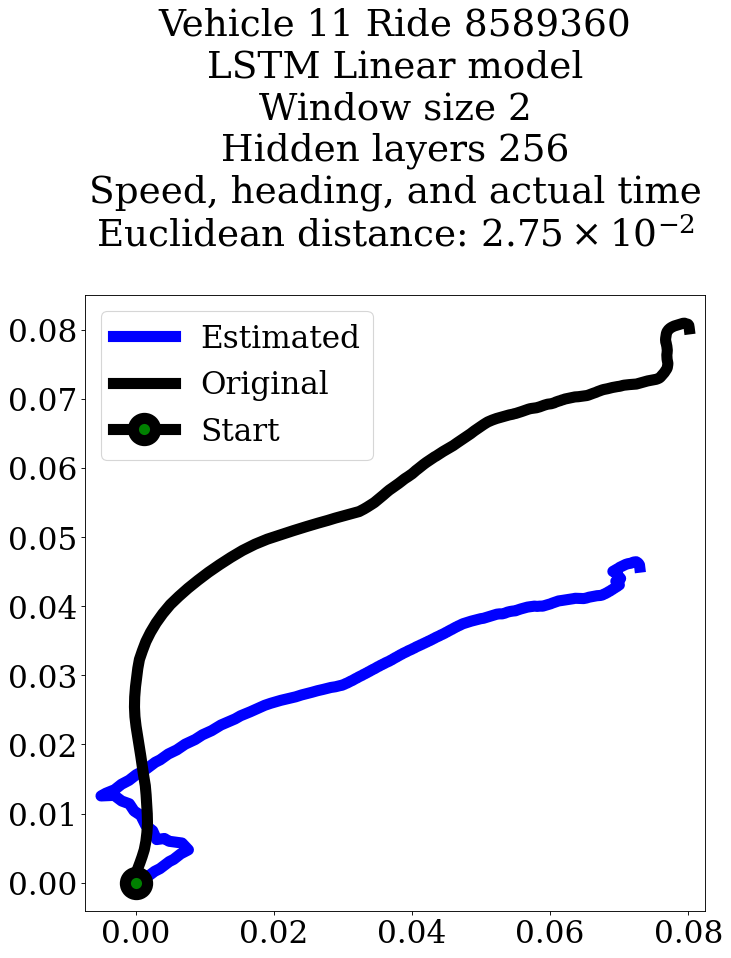 Vehicle 11 Ride 8589360
LSTM Linear model
Window size 2
Hidden layers 256
Speed, heading, and actual time
Euclidean distance: 2.75 × 10⁻²
Estimated
Original
Start
0.08
0.07
0.06
0.05
0.04
0.03
0.02
0.01
0.00
0.00 0.02 0.04 0.06 0.08